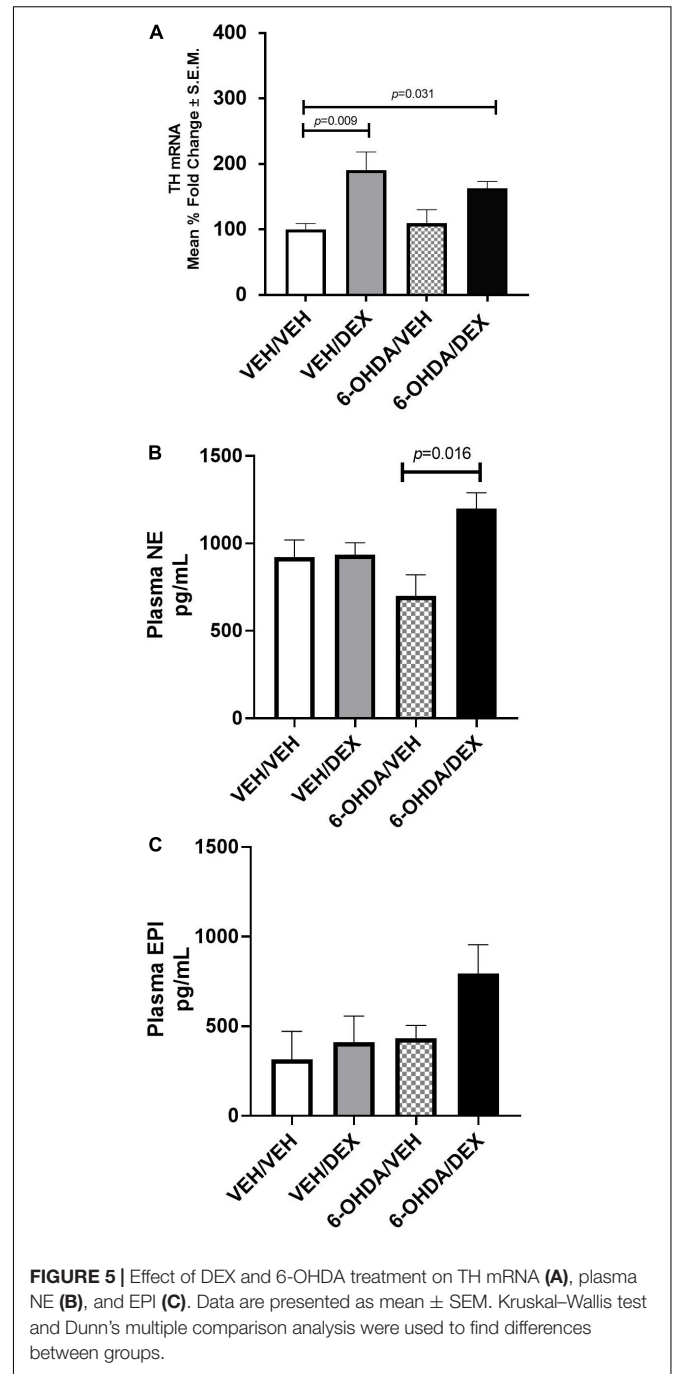 A
TH mRNA
Mean % Fold Change ± S.E.M.
400
300
200
100
0
p=0.031
p=0.009
VEH/VEH
VEH/DEX
6-OHDA/VEH
6-OHDA/DEX
B
Plasma NE
pg/mL
1500
1000
500
0
p=0.016
VEH/VEH
VEH/DEX
6-OHDA/VEH
6-OHDA/DEX
C
Plasma EPI
pg/mL
1500
1000
500
0
VEH/VEH
VEH/DEX
6-OHDA/VEH
6-OHDA/DEX
FIGURE 5 | Effect of DEX and 6-OHDA treatment on TH mRNA (A), plasma
NE (B), and EPI (C). Data are presented as mean ± SEM. Kruskal–Wallis test
and Dunn's multiple comparison analysis were used to find differences
between groups.